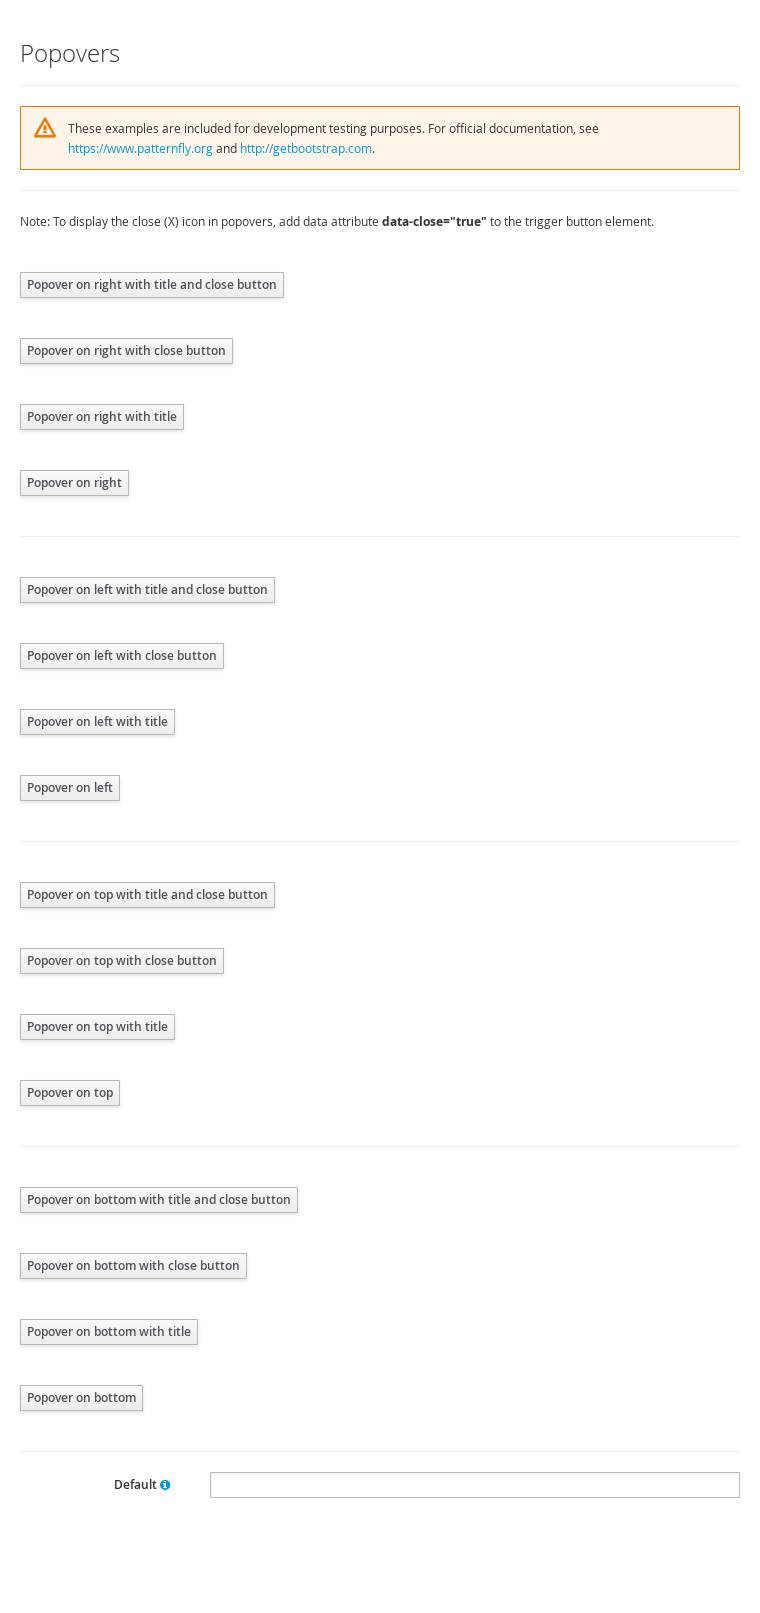 Popovers
These examples are included for development testing purposes. For official documentation, see
https://www.patternfly.org and http://getbootstrap.com.
Note: To display the close (X) icon in popovers, add data attribute data-close="true" to the trigger button element.
Popover on right with title and close button
Popover on right with close button
Popover on right with title
Popover on right
Popover on left with title and close button
Popover on left with close button
Popover on left with title
Popover on left
Popover on top with title and close button
Popover on top with close button
Popover on top with title
Popover on top
Popover on bottom with title and close button
Popover on bottom with close button
Popover on bottom with title
Popover on bottom
Default